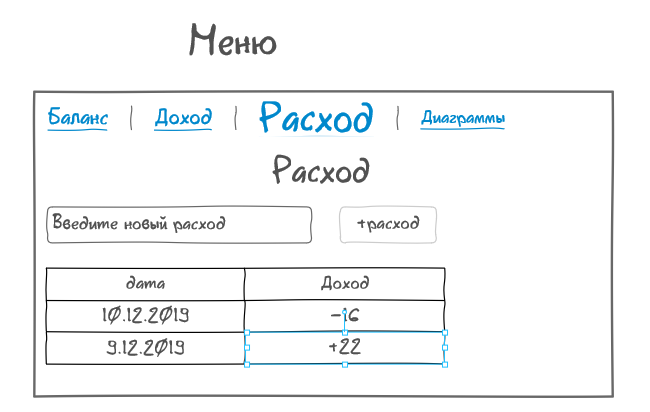 Меню
Баланс | Доход | Расход | Диаграммы
Расход
Введите новый расход +расход
дата Доход
10.12.2019 -16
9.12.2019 +22